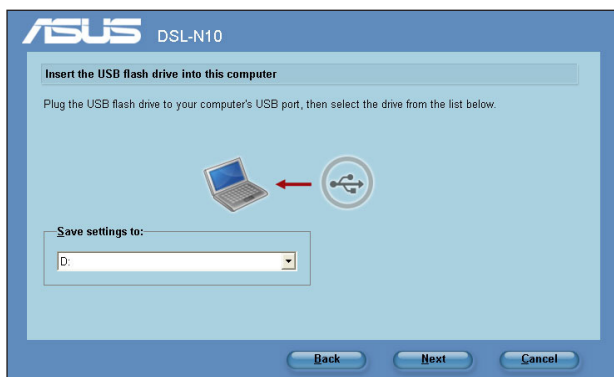 ASUS DSL-N10
Insert the USB flash drive into this computer
Plug the USB flash drive to your computer's USB port, then select the drive from the list below.
Save settings to:
D:
Back Next Cancel